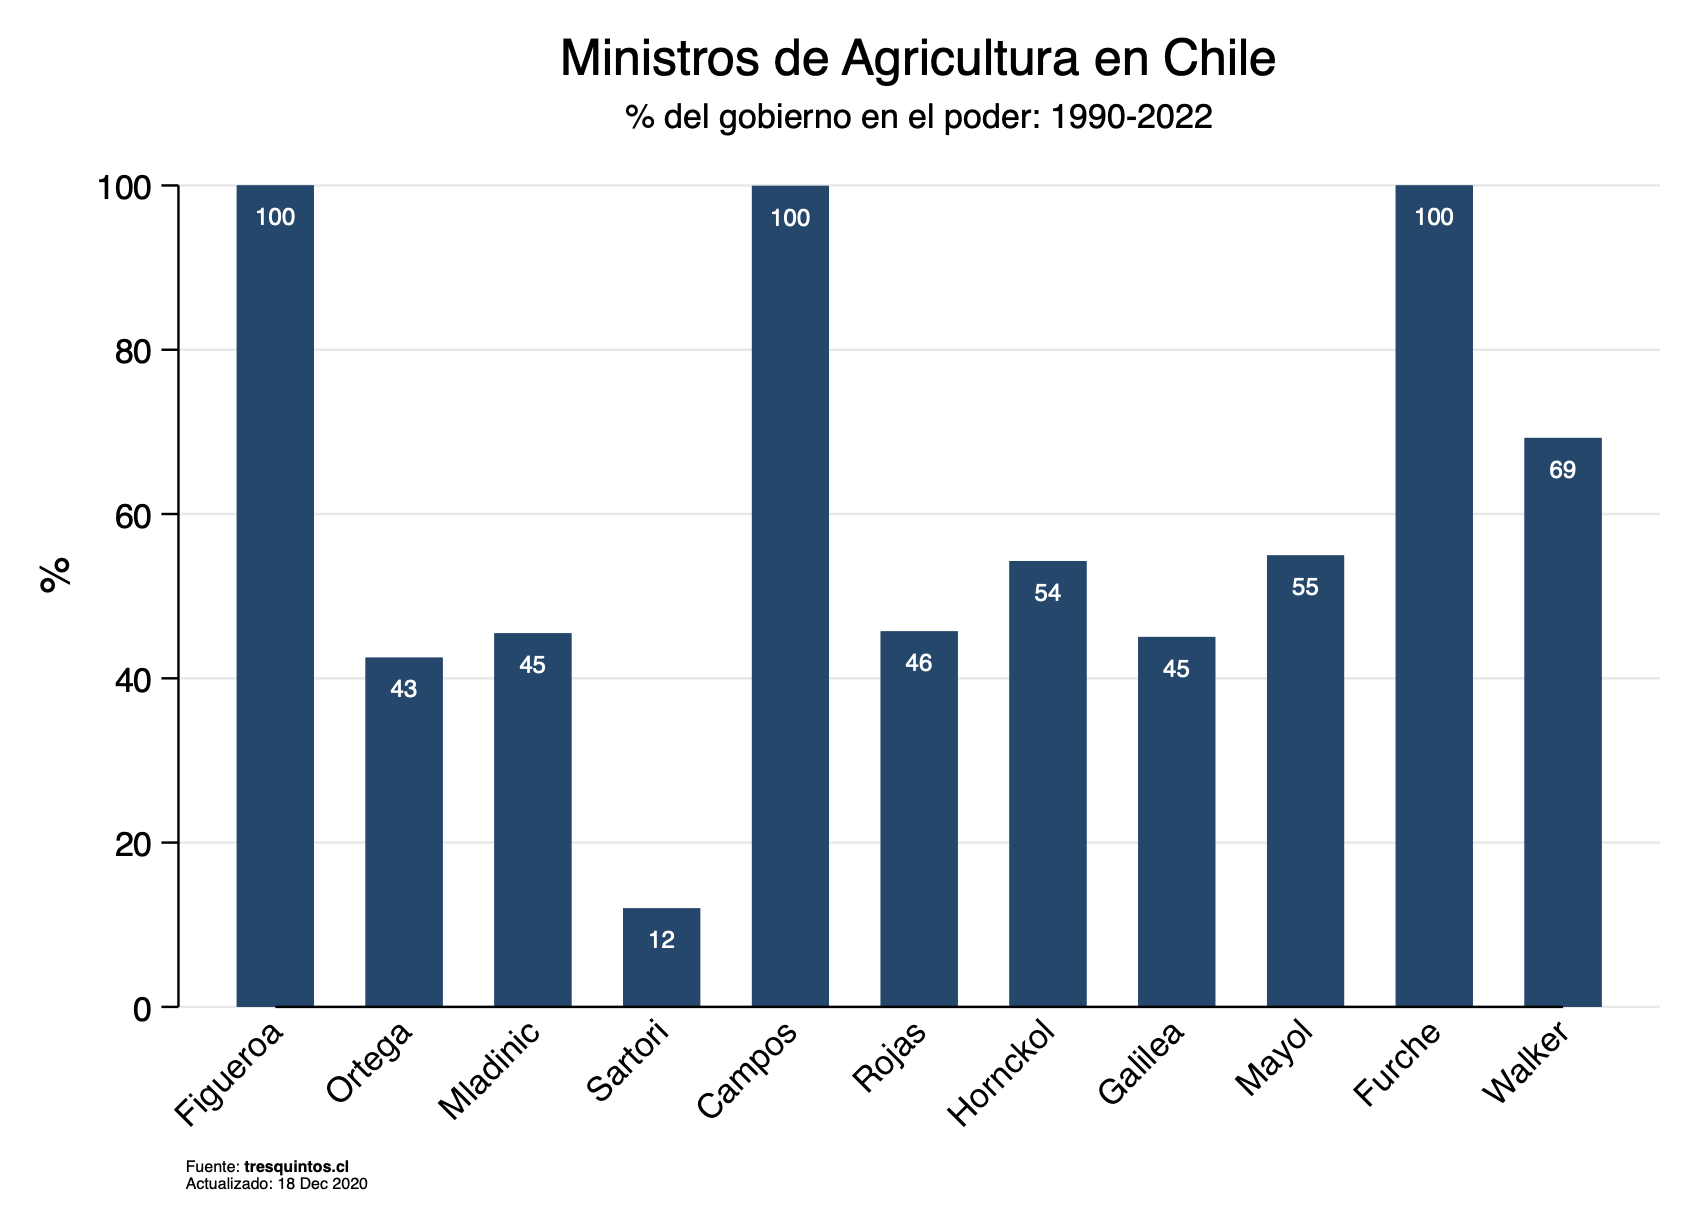 Ministros de Agricultura en Chile
% del gobierno en el poder: 1990-2022
%
100
80
60
40
20
0
100
43
45
12
100
46
54
45
55
100
69
Figueroa
Ortega
Mladinic
Sartori
Campos
Rojas
Hornckol
Galilea
Mayol
Furche
Walker
Fuente: tresquintos.cl
Actualizado: 18 Dec 2020